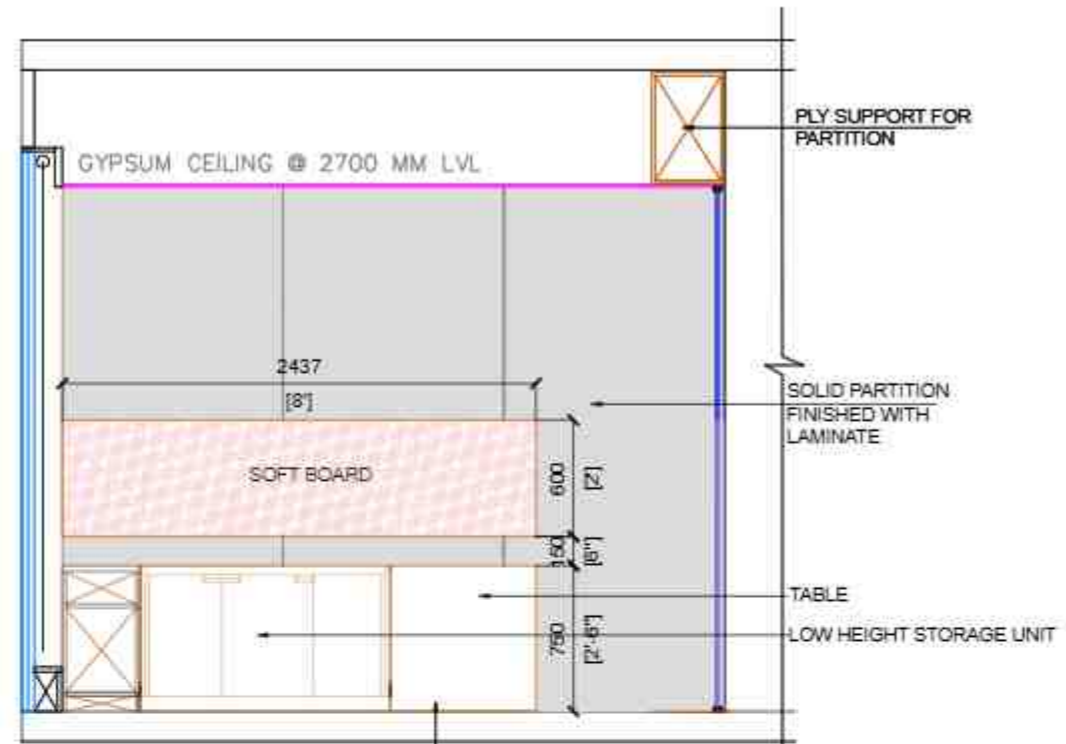 PLY SUPPORT FOR
PARTITION
GYPSUM CEILING @ 2700 MM LVL
2437
[8']
SOLID PARTITION
FINISHED WITH
LAMINATE
SOFT BOARD
600
[2']
150
[6"]
TABLE
750
[2'-6"]
LOW HEIGHT STORAGE UNIT